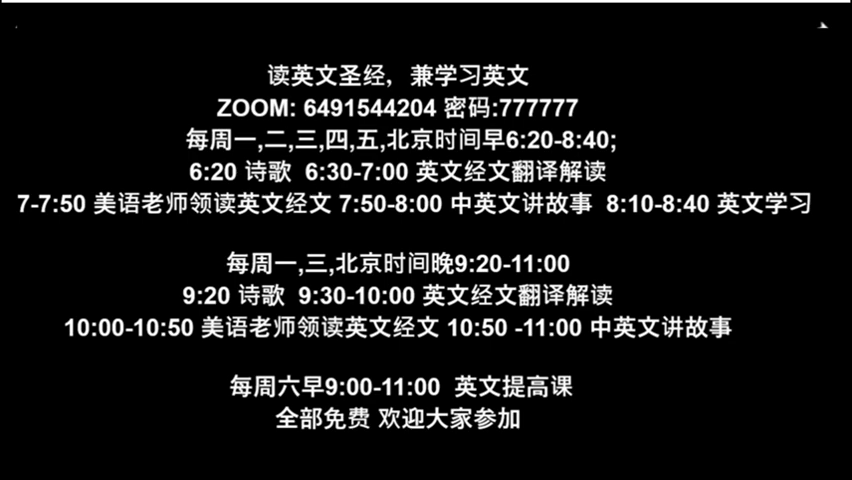 读英文圣经，兼学习英文
ZOOM: 6491544204 密码:777777
每周一,二,三,四,五,北京时间早6:20-8:40;
6:20 诗歌 6:30-7:00 英文经文翻译解读
7-7:50 美语老师领读英文经文 7:50-8:00 中英文讲故事 8:10-8:40 英文学习
每周一,三,北京时间晚9:20-11:00
9:20 诗歌 9:30-10:00 英文经文翻译解读
10:00-10:50 美语老师领读英文经文 10:50 -11:00 中英文讲故事
每周六早9:00-11:00 英文提高课
全部免费 欢迎大家参加